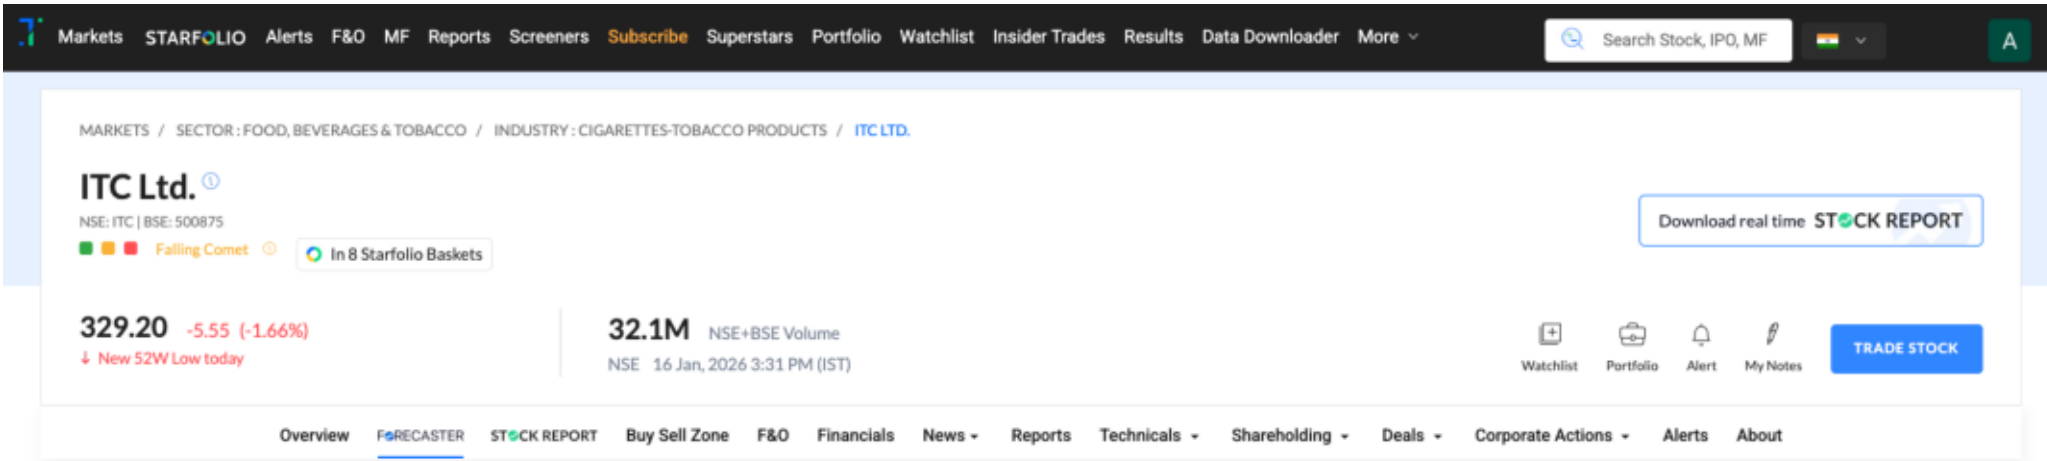 Markets STARFOLIO Alerts F&O MF Reports Screeners Subscribe Superstars Portfolio Watchlist Insider Trades Results Data Downloader More Search Stock, IPO, MF A
MARKETS / SECTOR : FOOD, BEVERAGES & TOBACCO / INDUSTRY : CIGARETTES-TOBACCO PRODUCTS / ITC LTD.
ITC Ltd.
NSE: ITC | BSE: 500875
Download real time STOCK REPORT
Falling Comet In 8 Starfolio Baskets
329.20 -5.55 (-1.66%) 32.1M NSE+BSE Volume
↓ New 52W Low today NSE 16 Jan, 2026 3:31 PM (IST)
Watchlist Portfolio Alert My Notes TRADE STOCK
Overview FORECASTER STOCK REPORT Buy Sell Zone F&O Financials News Reports Technicals Shareholding Deals Corporate Actions Alerts About